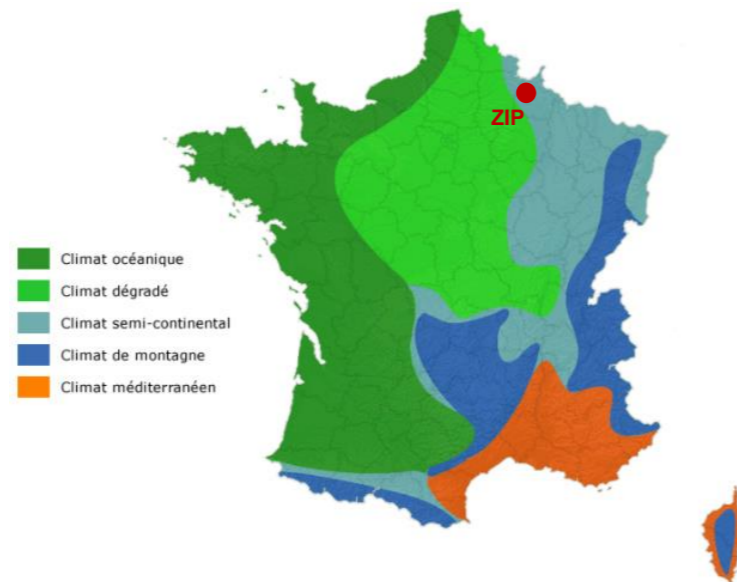 ZIP
Climat océanique
Climat dégradé
Climat semi-continental
Climat de montagne
Climat méditerranéen